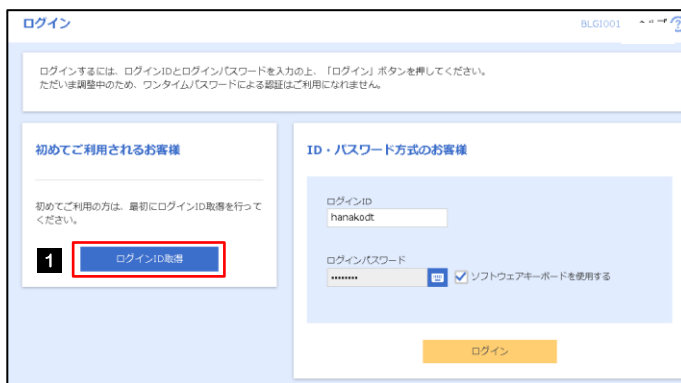 ログイン
BLGI001
ログインするには、ログインIDとログインパスワードを入力の上、「ログイン」ボタンを押してください。
ただいま調整中のため、ワンタイムパスワードによる認証はご利用になれません。
初めてご利用されるお客様
初めてご利用の方は、最初にログインID取得を行って
ください。
1
ログインID取得
ID・パスワード方式のお客様
ログインID
hanakodt
ログインパスワード
••••••••
ソフトウェアキーボードを使用する
ログイン